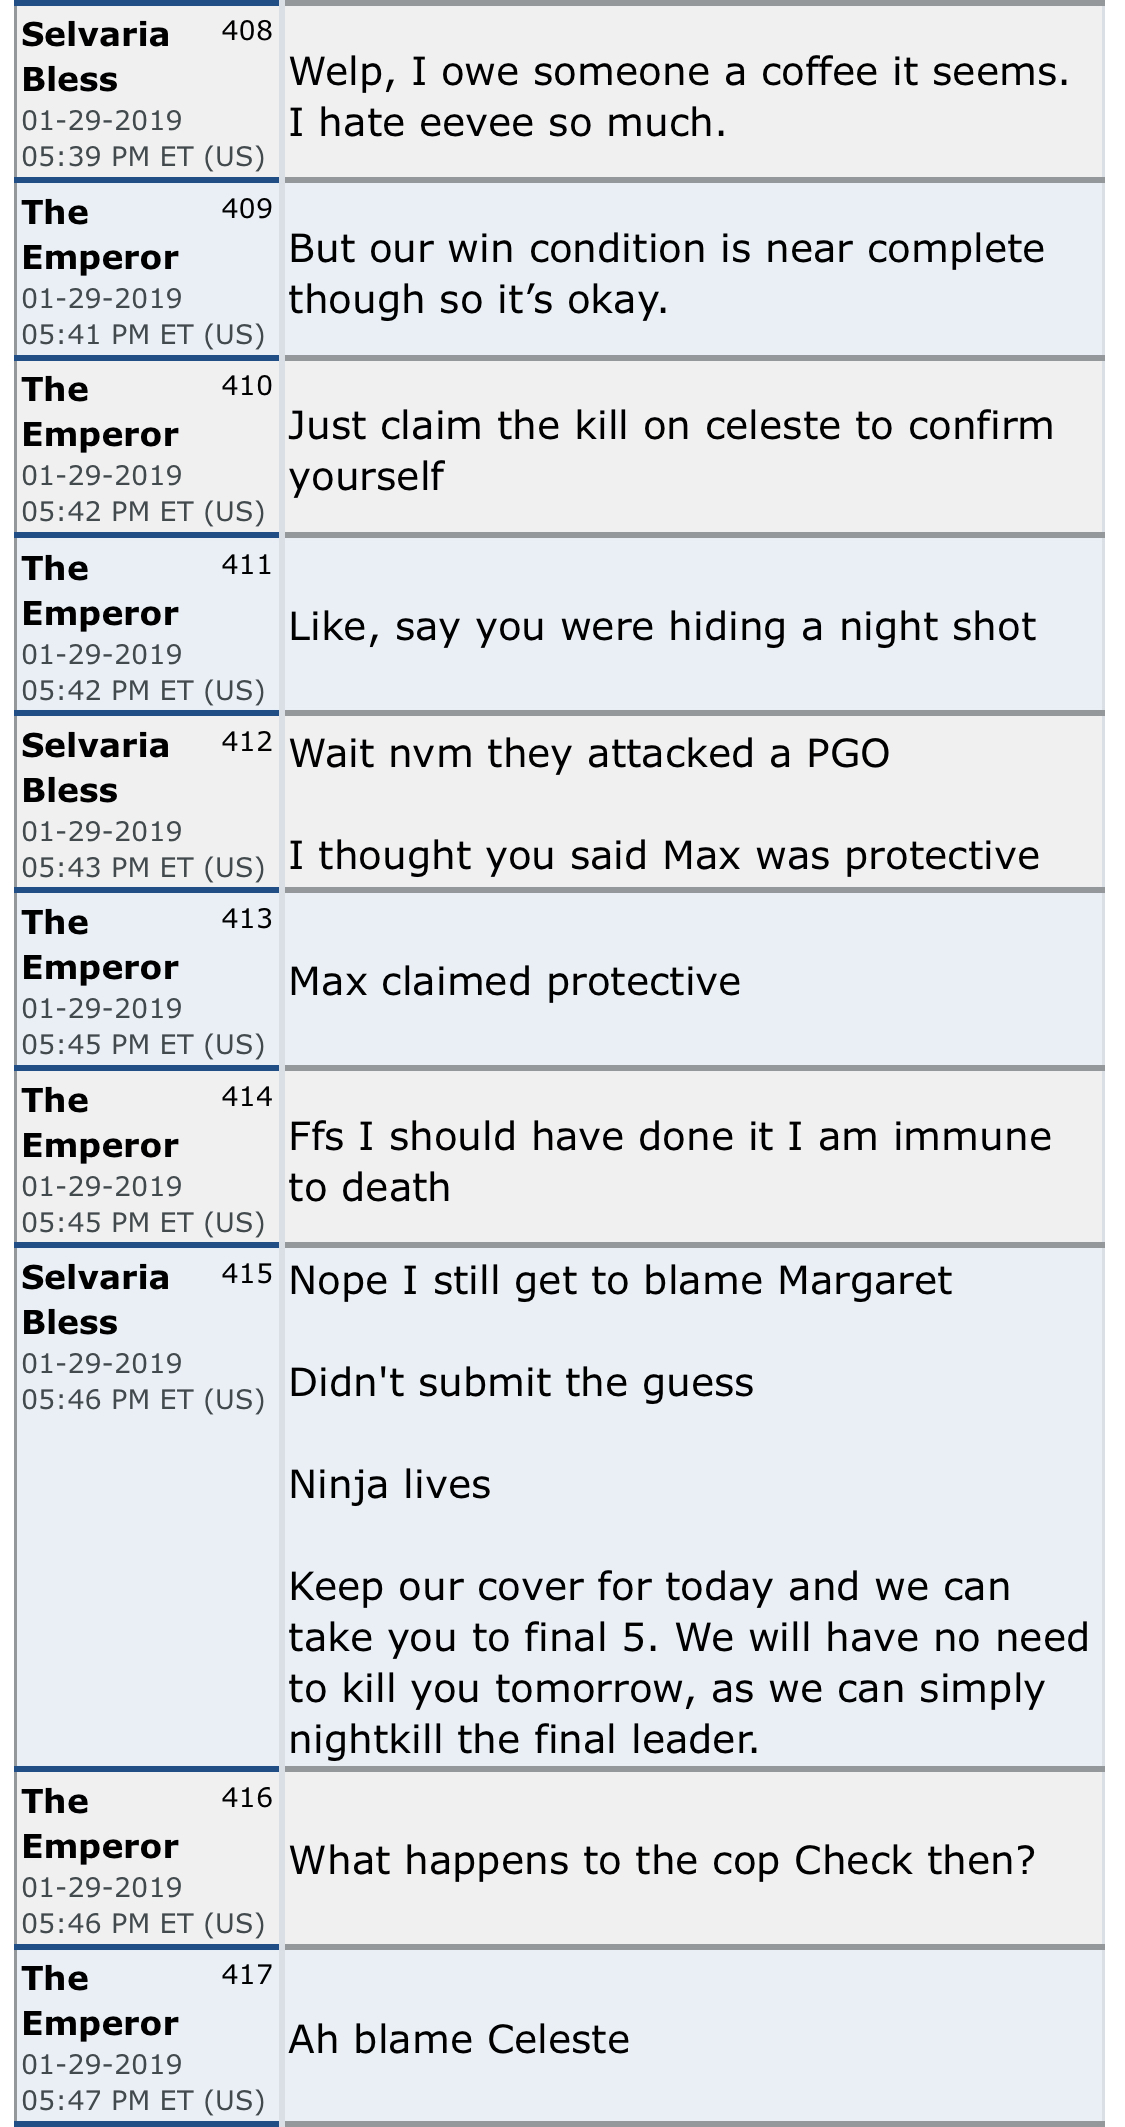 Selvaria 408
Bless
01-29-2019
05:39 PM ET (US)
Welp, I owe someone a coffee it seems.
I hate eevee so much.
The 409
Emperor
01-29-2019
05:41 PM ET (US)
But our win condition is near complete
though so it’s okay.
The 410
Emperor
01-29-2019
05:42 PM ET (US)
Just claim the kill on celeste to confirm
yourself
The 411
Emperor
01-29-2019
05:42 PM ET (US)
Like, say you were hiding a night shot
Selvaria 412
Bless
01-29-2019
05:43 PM ET (US)
Wait nvm they attacked a PGO
I thought you said Max was protective
The 413
Emperor
01-29-2019
05:45 PM ET (US)
Max claimed protective
The 414
Emperor
01-29-2019
05:45 PM ET (US)
Ffs I should have done it I am immune
to death
Selvaria 415
Bless
01-29-2019
05:46 PM ET (US)
Nope I still get to blame Margaret
Didn't submit the guess
Ninja lives
Keep our cover for today and we can
take you to final 5. We will have no need
to kill you tomorrow, as we can simply
nightkill the final leader.
The 416
Emperor
01-29-2019
05:46 PM ET (US)
What happens to the cop Check then?
The 417
Emperor
01-29-2019
05:47 PM ET (US)
Ah blame Celeste